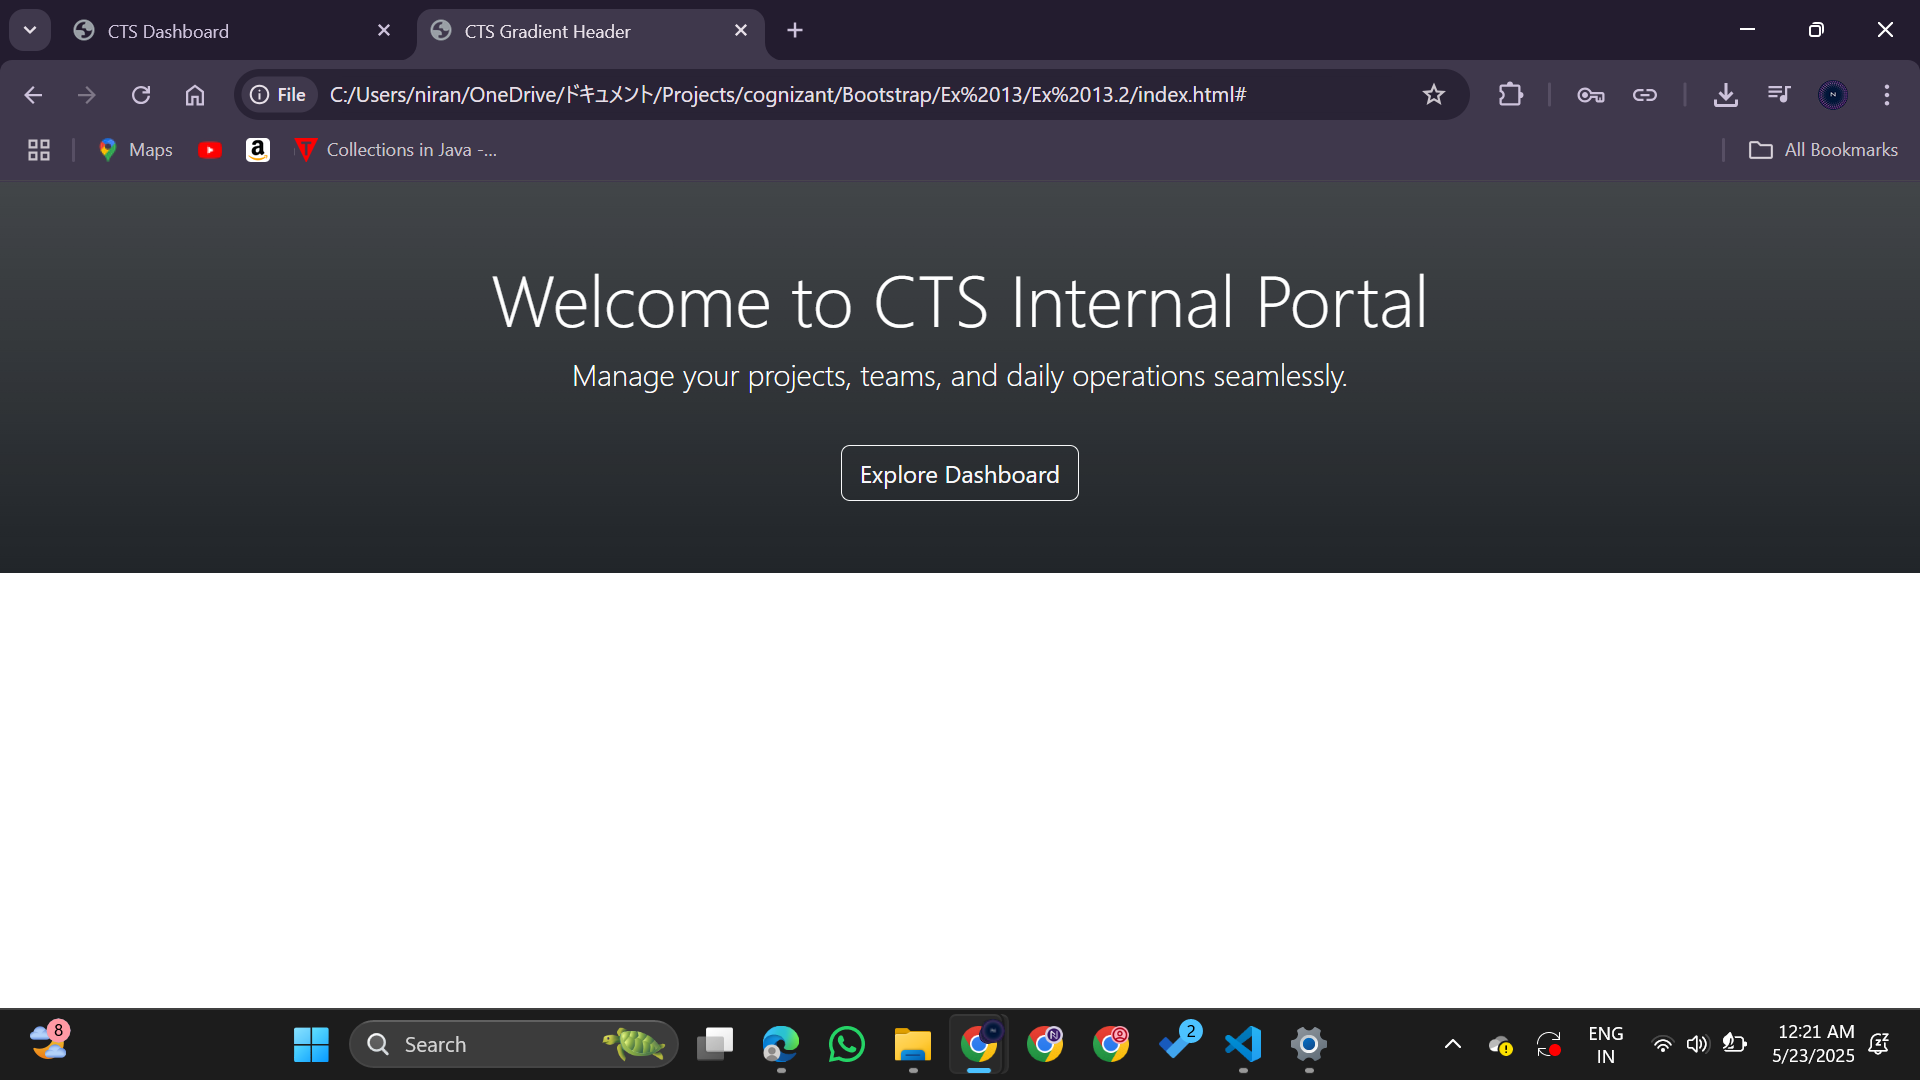 CTS Dashboard
CTS Gradient Header
File
C:/Users/niran/OneDrive/ドキュメント/Projects/cognizant/Bootstrap/Ex%2013/Ex%2013.2/index.html#
Maps
Collections in Java -...
All Bookmarks
Welcome to CTS Internal Portal
Manage your projects, teams, and daily operations seamlessly.
Explore Dashboard
8
Search
2
ENG
IN
12:21 AM
5/23/2025